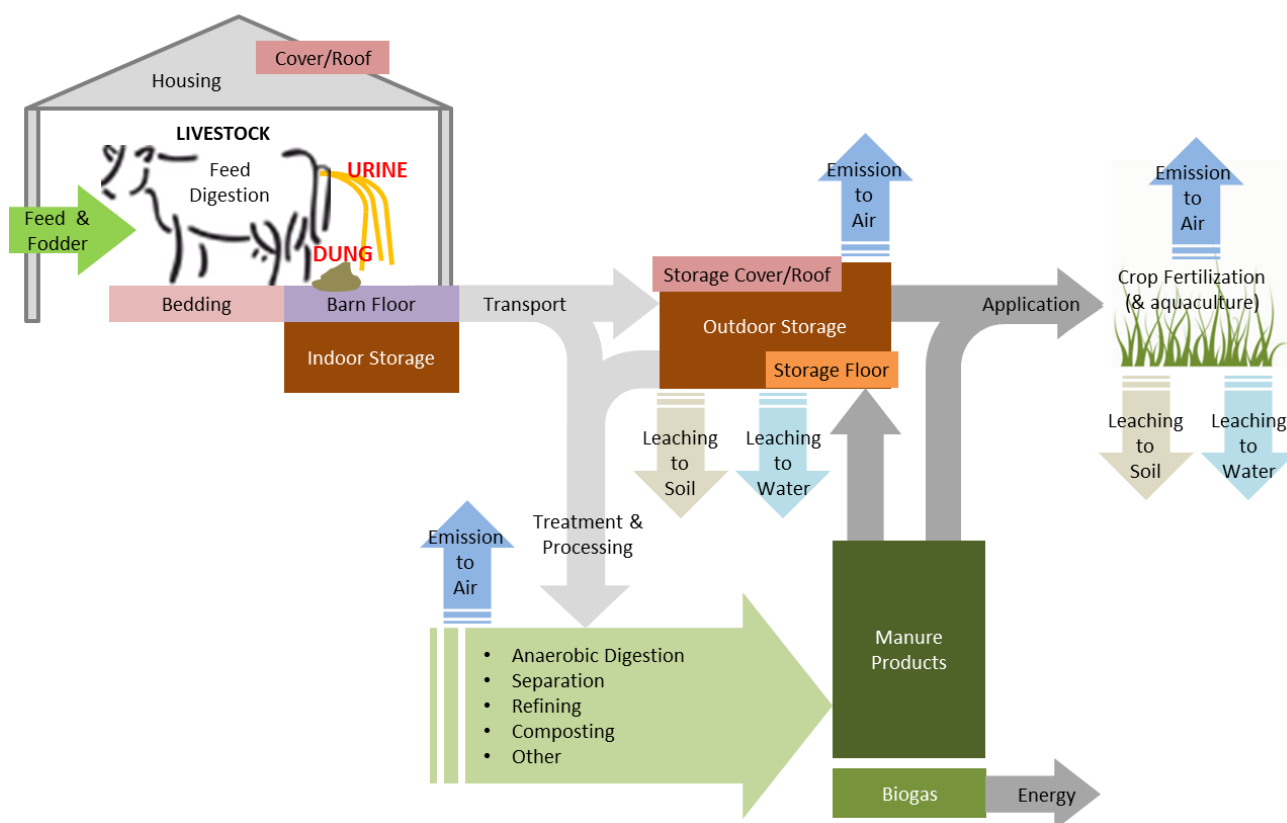 Cover/Roof
Housing
LIVESTOCK
Feed
Digestion
URINE
Feed &
Fodder
DUNG
Bedding
Barn Floor
Indoor Storage
Transport
Emission
to
Air
Storage Cover/Roof
Outdoor Storage
Storage Floor
Application
Emission
to
Air
Crop Fertilization
(& aquaculture)
Leaching
to
Soil
Leaching
to
Water
Leaching
to
Soil
Leaching
to
Water
Treatment &
Processing
Emission
to
Air
• Anaerobic Digestion
• Separation
• Refining
• Composting
• Other
Manure
Products
Biogas
Energy